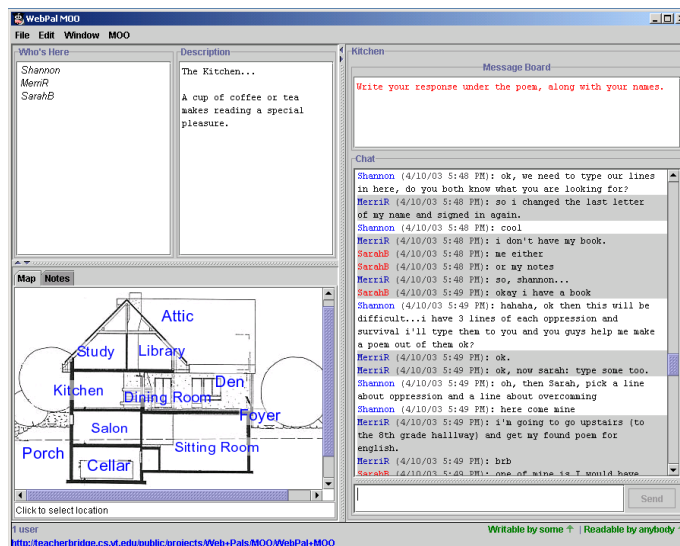 WebPal MOO
File Edit Window MOO
Who's Here
Shannon
MerriR
SarahB
Description
The Kitchen...
A cup of coffee or tea
makes reading a special
pleasure.
Kitchen
Message Board
Write your response under the poem, along with your names.
Chat
Shannon (4/10/03 5:48 PM): ok, we need to type our lines
in here, do you both know what you are looking for?
MerriR (4/10/03 5:48 PM): so i changed the last letter
of my name and signed in again.
Shannon (4/10/03 5:48 PM): cool
MerriR (4/10/03 5:48 PM): i don't have my book.
SarahB (4/10/03 5:48 PM): me either
SarahB (4/10/03 5:48 PM): or my notes
MerriR (4/10/03 5:48 PM): so, shannon...
SarahB (4/10/03 5:49 PM): okay i have a book
Shannon (4/10/03 5:49 PM): hahaha, ok then this will be
difficult...i have 3 lines of each oppression and
survival i'll type them to you and you guys help me make
a poem out of them ok?
MerriR (4/10/03 5:49 PM): ok.
MerriR (4/10/03 5:49 PM): ok, now sarah: type some too.
Shannon (4/10/03 5:49 PM): oh, then Sarah, pick a line
about oppression and a line about overcomming
Shannon (4/10/03 5:49 PM): here come mine
MerriR (4/10/03 5:49 PM): i'm going to go upstairs (to
the 8th grade halllway) and get my found poem for
english.
MerriR (4/10/03 5:49 PM): brb
SarahB (4/10/03 5:49 PM): one of mine is I would have
Send
Map Notes
Attic
Study
Library
Kitchen
Den
Dining Room
Foyer
Salon
Sitting Room
Porch
Cellar
Click to select location
1 user
Writable by some | Readable by anybody
http://teacherbridge.cs.vt.edu/public/projects/Web+Pals/MOO/WebPal+MOO